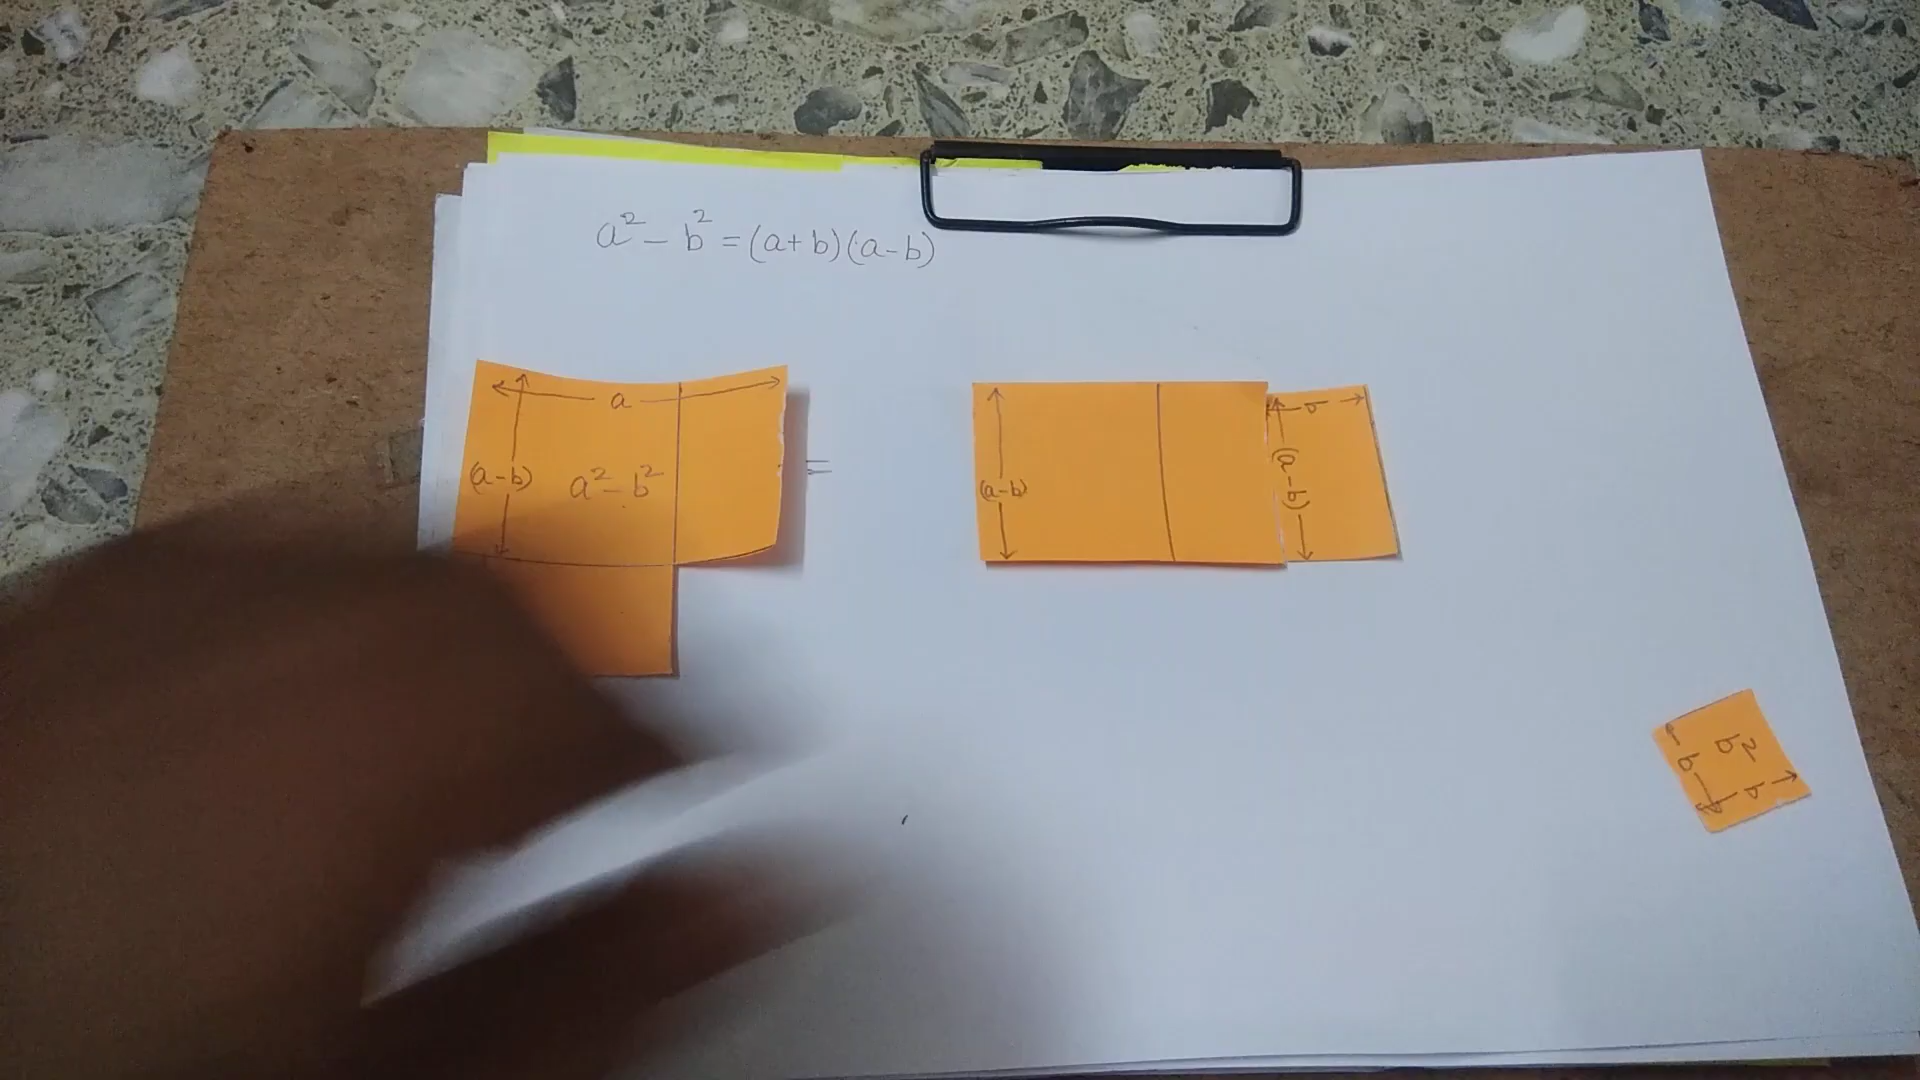 a² - b² = (a+b)(a-b)
a
(a-b)
a² - b²
=
(a-b)
b
(a-b)
b²
b
b